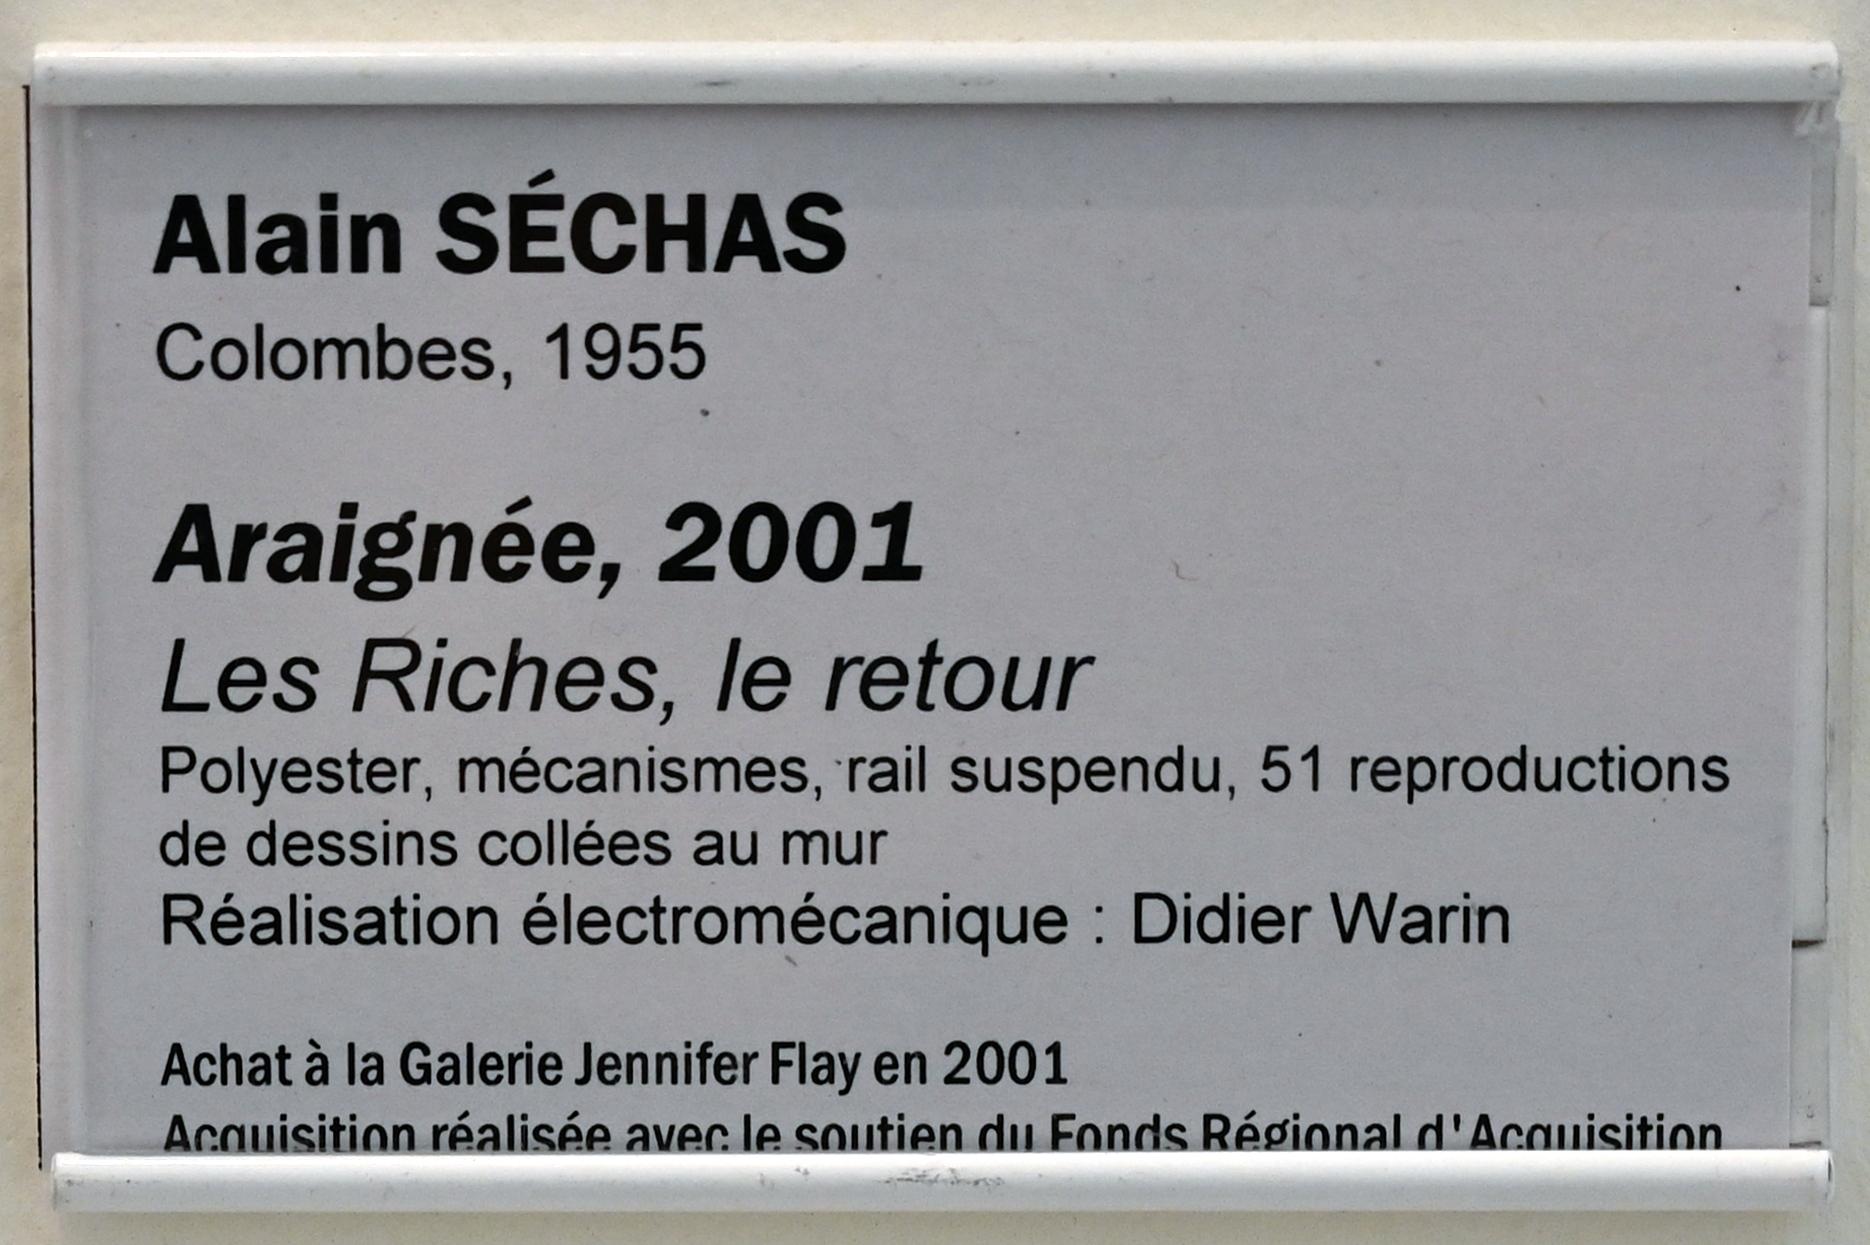 Alain SÉCHAS
Colombes, 1955
Araignée, 2001
Les Riches, le retour
Polyester, mécanismes, rail suspendu, 51 reproductions
de dessins collées au mur
Réalisation électromécanique : Didier Warin
Achat à la Galerie Jennifer Flay en 2001
Acquisition réalisée avec le soutien du Fonds Régional d'Acquisition